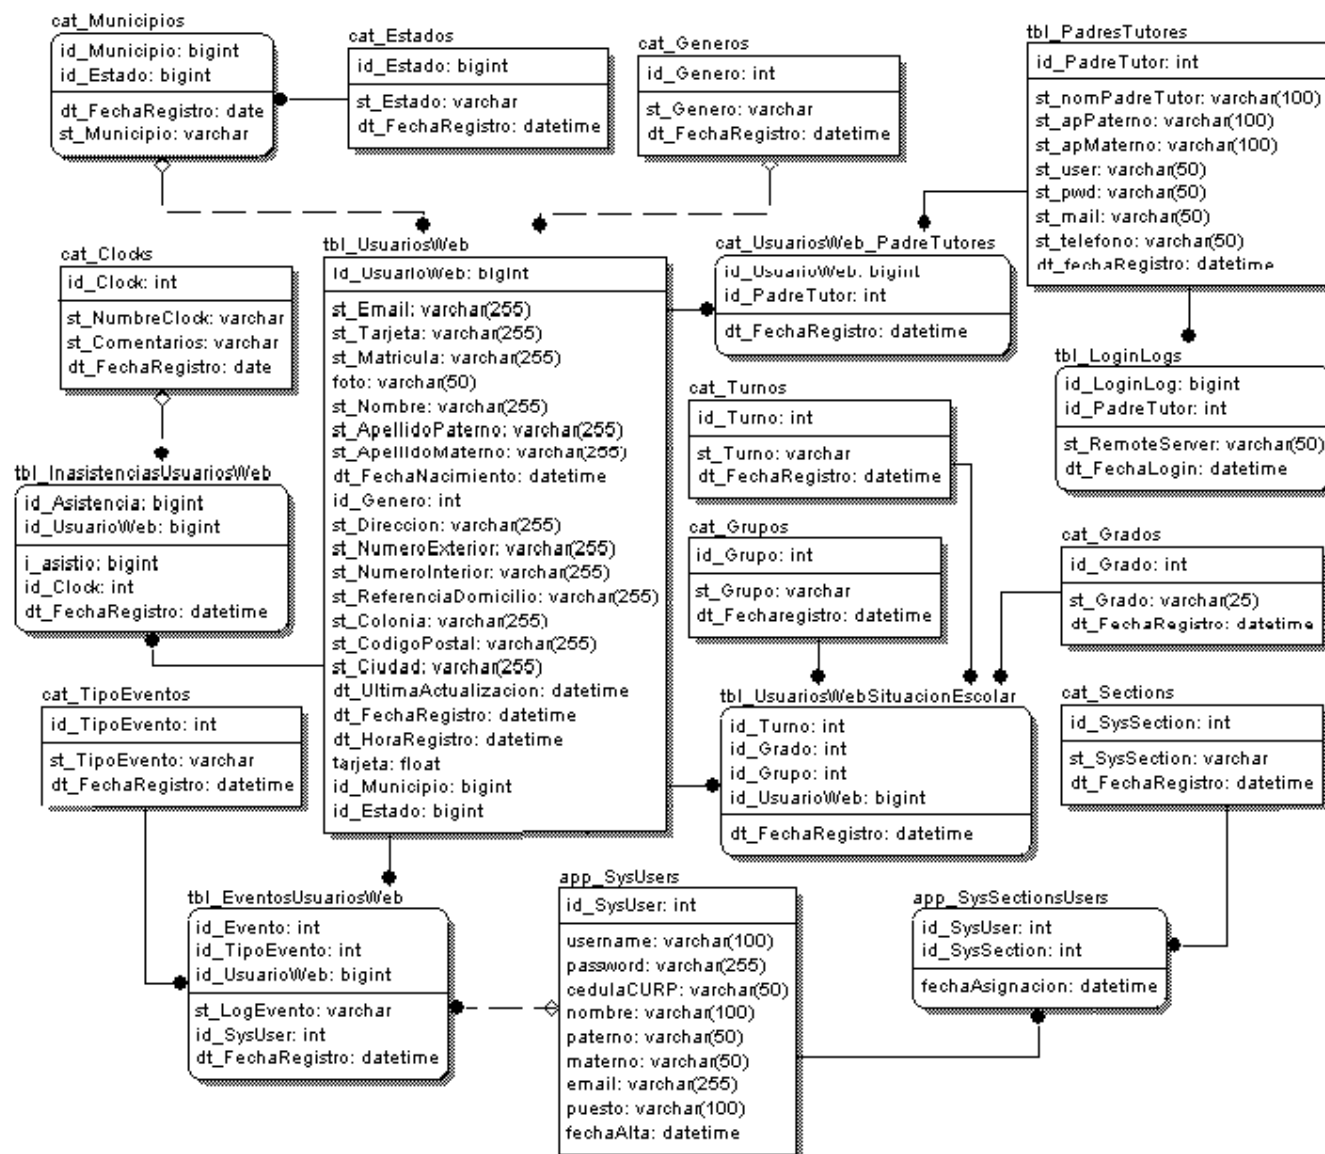 cat_Municipios
id_Municipio: bigint
id_Estado: bigint
dt_FechaRegistro: date
st_Municipio: varchar
cat_Estados
id_Estado: bigint
st_Estado: varchar
dt_FechaRegistro: datetime
cat_Generos
id_Genero: int
st_Genero: varchar
dt_FechaRegistro: datetime
tbl_PadresTutores
id_PadreTutor: int
st_nomPadreTutor: varchar(100)
st_apPaterno: varchar(100)
st_apMaterno: varchar(100)
st_user: varchar(50)
st_pwd: varchar(50)
st_mail: varchar(50)
st_telefono: varchar(50)
dt_fechaRegistro: datetime
cat_Clocks
id_Clock: int
st_NumbreClock: varchar
st_Comentarios: varchar
dt_FechaRegistro: date
tbl_UsuariosWeb
id_UsuarioWeb: bigint
st_Email: varchar(255)
st_Tarjeta: varchar(255)
st_Matricula: varchar(255)
foto: varchar(50)
st_Nombre: varchar(255)
st_ApellidoPaterno: varchar(255)
st_ApellidoMaterno: varchar(255)
dt_FechaNacimiento: datetime
id_Genero: int
st_Direccion: varchar(255)
st_NumeroExterior: varchar(255)
st_NumeroInterior: varchar(255)
st_ReferenciaDomicilio: varchar(255)
st_Colonia: varchar(255)
st_CodigoPostal: varchar(255)
st_Ciudad: varchar(255)
dt_UltimaActualizacion: datetime
dt_FechaRegistro: datetime
dt_HoraRegistro: datetime
tarjeta: float
id_Municipio: bigint
id_Estado: bigint
cat_UsuariosWeb_PadreTutores
id_UsuarioWeb: bigint
id_PadreTutor: int
dt_FechaRegistro: datetime
tbl_LoginLogs
id_LoginLog: bigint
id_PadreTutor: int
st_RemoteServer: varchar(50)
dt_FechaLogin: datetime
cat_Turnos
id_Turno: int
st_Turno: varchar
dt_FechaRegistro: datetime
tbl_InasistenciasUsuariosWeb
id_Asistencia: bigint
id_UsuarioWeb: bigint
i_asistio: bigint
id_Clock: int
dt_FechaRegistro: datetime
cat_Grupos
id_Grupo: int
st_Grupo: varchar
dt_Fecharegistro: datetime
cat_Grados
id_Grado: int
st_Grado: varchar(25)
dt_FechaRegistro: datetime
cat_TipoEventos
id_TipoEvento: int
st_TipoEvento: varchar
dt_FechaRegistro: datetime
tbl_UsuariosWebSituacionEscolar
id_Turno: int
id_Grado: int
id_Grupo: int
id_UsuarioWeb: bigint
dt_FechaRegistro: datetime
cat_Sections
id_SysSection: int
st_SysSection: varchar
dt_FechaRegistro: datetime
tbl_EventosUsuariosWeb
id_Evento: int
id_TipoEvento: int
id_UsuarioWeb: bigint
st_LogEvento: varchar
id_SysUser: int
dt_FechaRegistro: datetime
app_SysUsers
id_SysUser: int
username: varchar(100)
password: varchar(255)
cedulaCURP: varchar(50)
nombre: varchar(100)
paterno: varchar(50)
materno: varchar(50)
email: varchar(255)
puesto: varchar(100)
fechaAlta: datetime
app_SysSectionsUsers
id_SysUser: int
id_SysSection: int
fechaAsignacion: datetime